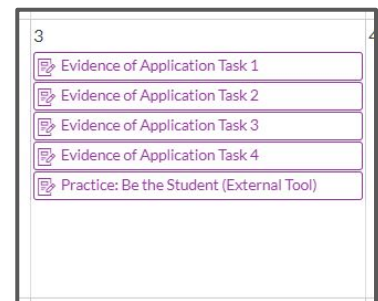 3
Evidence of Application Task 1
Evidence of Application Task 2
Evidence of Application Task 3
Evidence of Application Task 4
Practice: Be the Student (External Tool)